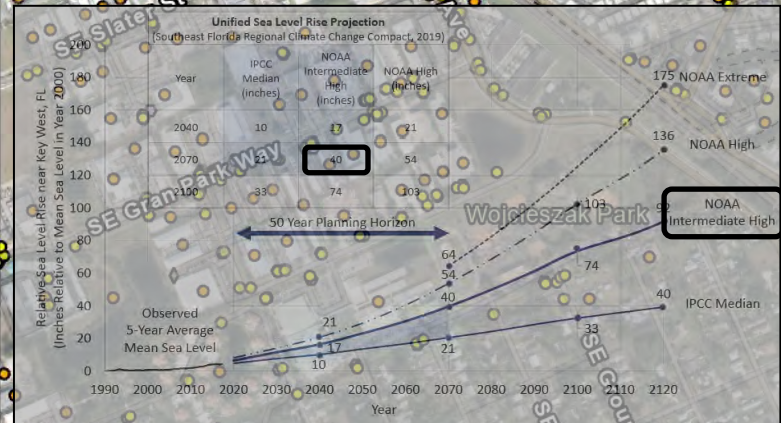 Unified Sea Level Rise Projection
(Southeast Florida Regional Climate Change Compact, 2019)
Year
IPCC
Median
(inches)
NOAA
Intermediate
High
(inches)
NOAA High
(inches)
2040 10 17 21
2070 21 40 54
2100 33 74 103
50 Year Planning Horizon
Relative Sea Level Rise near Key West, FL
(Inches Relative to Mean Sea Level in Year 2000)
200
180
160
140
120
100
80
60
40
20
0
Observed
5-Year Average
Mean Sea Level
21
17
10
64
54
40
21
103
74
33
175 NOAA Extreme
136
NOAA High
92
NOAA
Intermediate High
40
IPCC Median
1990 2000 2010 2020 2030 2040 2050 2060 2070 2080 2090 2100 2110 2120
Year
SE Slater
Ave
SE Gran Park Way
Wojcieszak Park
SE
SE Gou